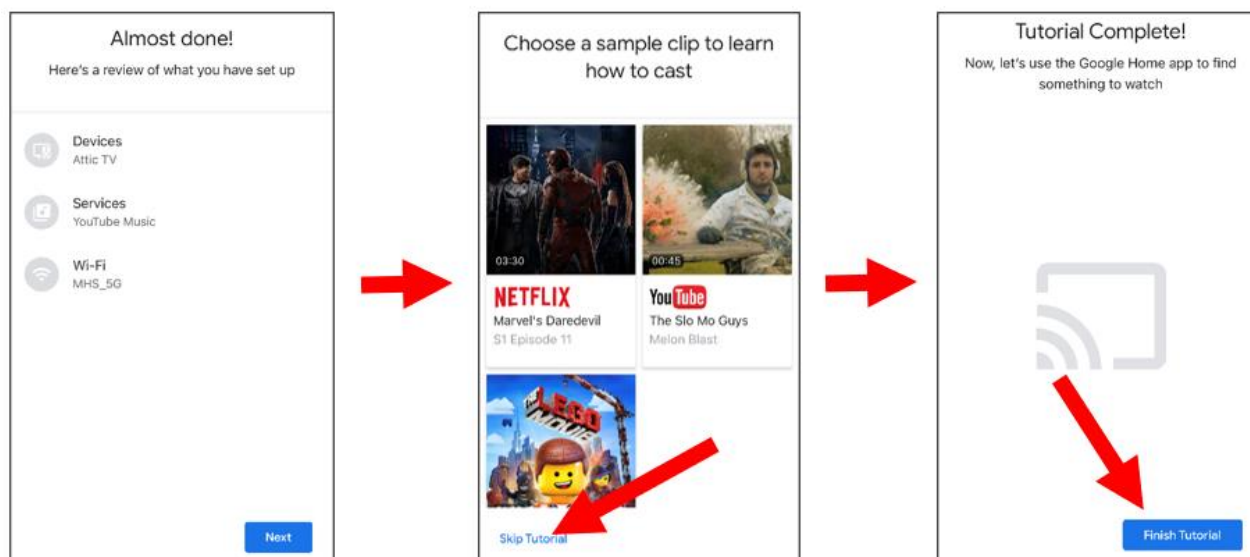 Almost done!
Here's a review of what you have set up
Devices
Attic TV
Services
YouTube Music
Wi-Fi
MHS_5G
Next
Choose a sample clip to learn
how to cast
03:30
NETFLIX
Marvel's Daredevil
S1 Episode 11
00:45
YouTube
The Slo Mo Guys
Melon Blast
THE LEGO
MOVIE
Skip Tutorial
Tutorial Complete!
Now, let's use the Google Home app to find
something to watch
Finish Tutorial